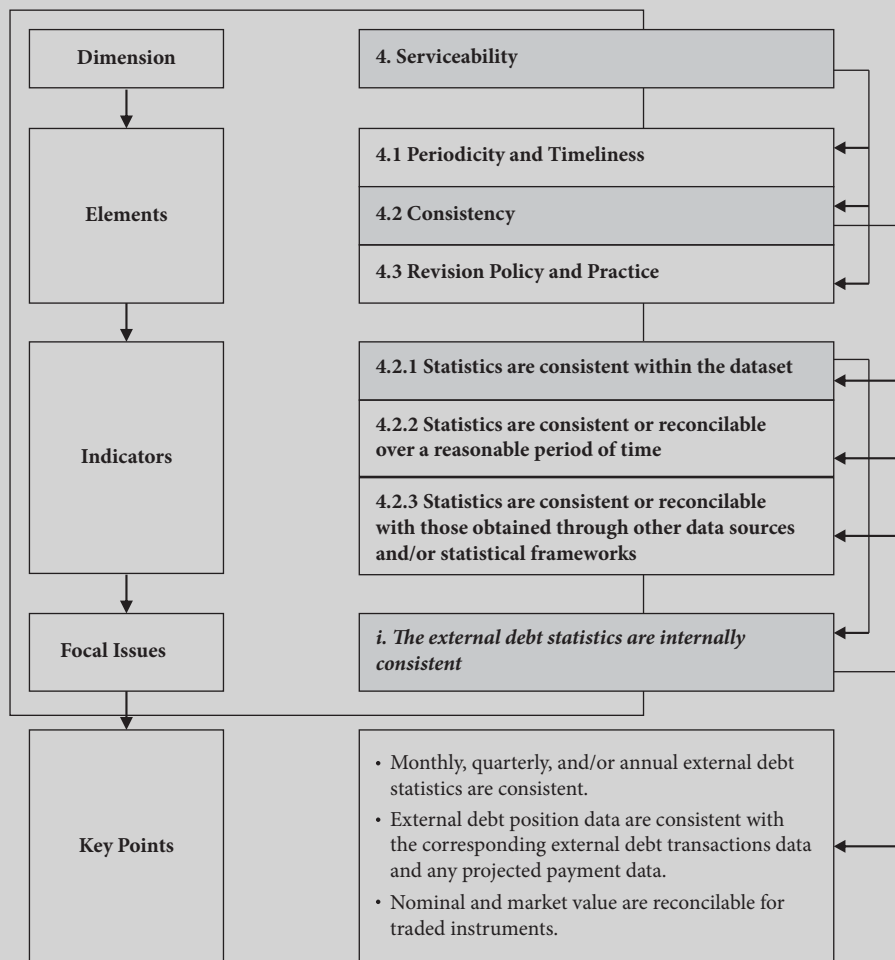 Dimension
4. Serviceability
Elements
4.1 Periodicity and Timeliness
4.2 Consistency
4.3 Revision Policy and Practice
Indicators
4.2.1 Statistics are consistent within the dataset
4.2.2 Statistics are consistent or reconcilable
over a reasonable period of time
4.2.3 Statistics are consistent or reconcilable
with those obtained through other data sources
and/or statistical frameworks
Focal Issues
i. The external debt statistics are internally
consistent
Key Points
• Monthly, quarterly, and/or annual external debt
statistics are consistent.
• External debt position data are consistent with
the corresponding external debt transactions data
and any projected payment data.
• Nominal and market value are reconcilable for
traded instruments.